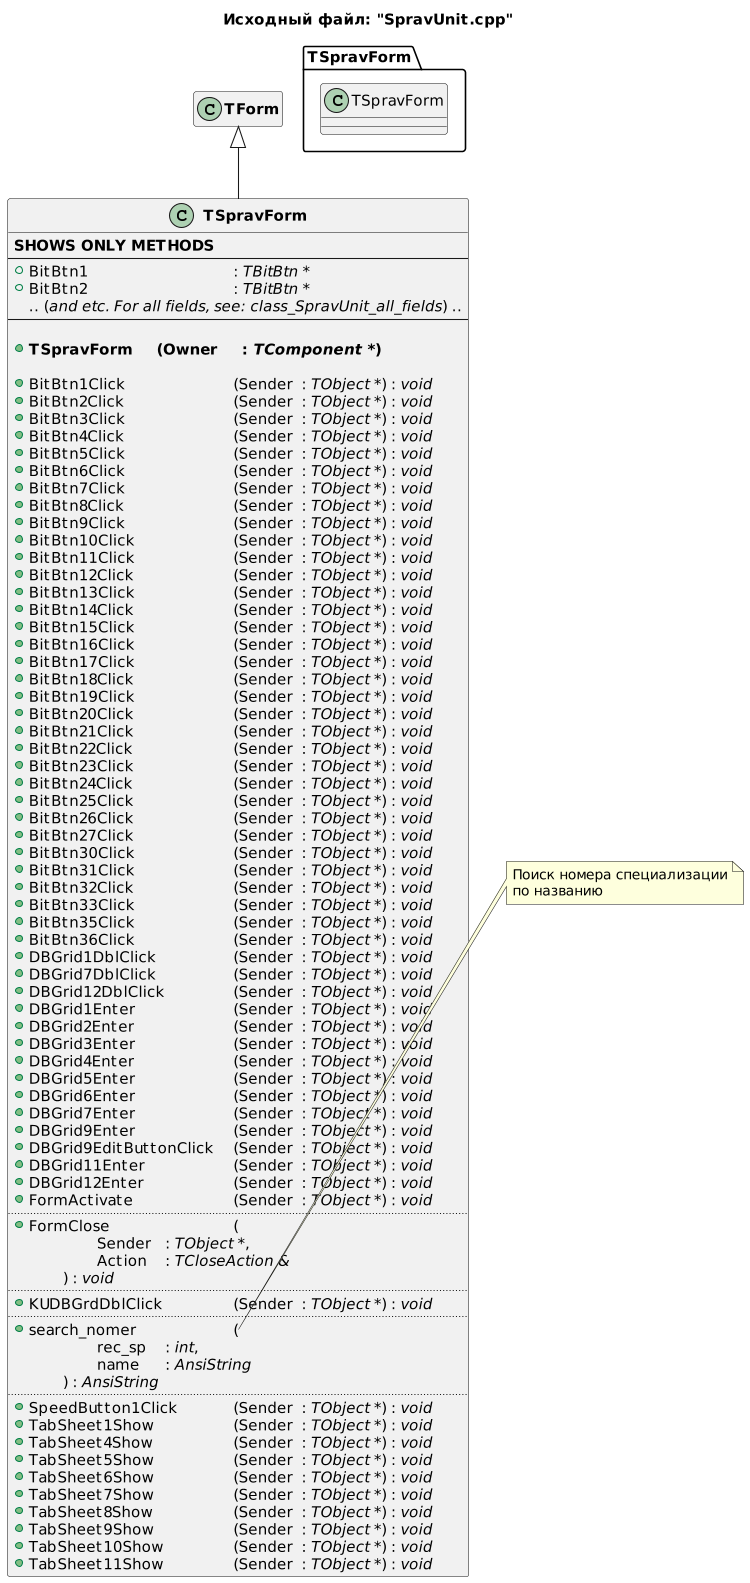 Исходный файл: "SpravUnit.cpp"
TSpravForm
C TSpravForm
C TForm
C TSpravForm
SHOWS ONLY METHODS
BitBtn1 : TBitBtn *
BitBtn2 : TBitBtn *
.. (and etc. For all fields, see: class_SpravUnit_all_fields) ..
TSpravForm (Owner : TComponent *)
BitBtn1Click (Sender : TObject *) : void
BitBtn2Click (Sender : TObject *) : void
BitBtn3Click (Sender : TObject *) : void
BitBtn4Click (Sender : TObject *) : void
BitBtn5Click (Sender : TObject *) : void
BitBtn6Click (Sender : TObject *) : void
BitBtn7Click (Sender : TObject *) : void
BitBtn8Click (Sender : TObject *) : void
BitBtn9Click (Sender : TObject *) : void
BitBtn10Click (Sender : TObject *) : void
BitBtn11Click (Sender : TObject *) : void
BitBtn12Click (Sender : TObject *) : void
BitBtn13Click (Sender : TObject *) : void
BitBtn14Click (Sender : TObject *) : void
BitBtn15Click (Sender : TObject *) : void
BitBtn16Click (Sender : TObject *) : void
BitBtn17Click (Sender : TObject *) : void
BitBtn18Click (Sender : TObject *) : void
BitBtn19Click (Sender : TObject *) : void
BitBtn20Click (Sender : TObject *) : void
BitBtn21Click (Sender : TObject *) : void
BitBtn22Click (Sender : TObject *) : void
BitBtn23Click (Sender : TObject *) : void
BitBtn24Click (Sender : TObject *) : void
BitBtn25Click (Sender : TObject *) : void
BitBtn26Click (Sender : TObject *) : void
BitBtn27Click (Sender : TObject *) : void
BitBtn30Click (Sender : TObject *) : void
BitBtn31Click (Sender : TObject *) : void
BitBtn32Click (Sender : TObject *) : void
BitBtn33Click (Sender : TObject *) : void
BitBtn35Click (Sender : TObject *) : void
BitBtn36Click (Sender : TObject *) : void
DBGrid1DblClick (Sender : TObject *) : void
DBGrid7DblClick (Sender : TObject *) : void
DBGrid12DblClick (Sender : TObject *) : void
DBGrid1Enter (Sender : TObject *) : void
DBGrid2Enter (Sender : TObject *) : void
DBGrid3Enter (Sender : TObject *) : void
DBGrid4Enter (Sender : TObject *) : void
DBGrid5Enter (Sender : TObject *) : void
DBGrid6Enter (Sender : TObject *) : void
DBGrid7Enter (Sender : TObject *) : void
DBGrid9Enter (Sender : TObject *) : void
DBGrid9EditButtonClick (Sender : TObject *) : void
DBGrid11Enter (Sender : TObject *) : void
DBGrid12Enter (Sender : TObject *) : void
FormActivate (Sender : TObject *) : void
FormClose (
Sender : TObject *,
Action : TCloseAction &
) : void
KUDBGrdDblClick (Sender : TObject *) : void
search_nomer (
rec_sp : int,
name : AnsiString
) : AnsiString
SpeedButton1Click (Sender : TObject *) : void
TabSheet1Show (Sender : TObject *) : void
TabSheet4Show (Sender : TObject *) : void
TabSheet5Show (Sender : TObject *) : void
TabSheet6Show (Sender : TObject *) : void
TabSheet7Show (Sender : TObject *) : void
TabSheet8Show (Sender : TObject *) : void
TabSheet9Show (Sender : TObject *) : void
TabSheet10Show (Sender : TObject *) : void
TabSheet11Show (Sender : TObject *) : void
Поиск номера специализации
по названию